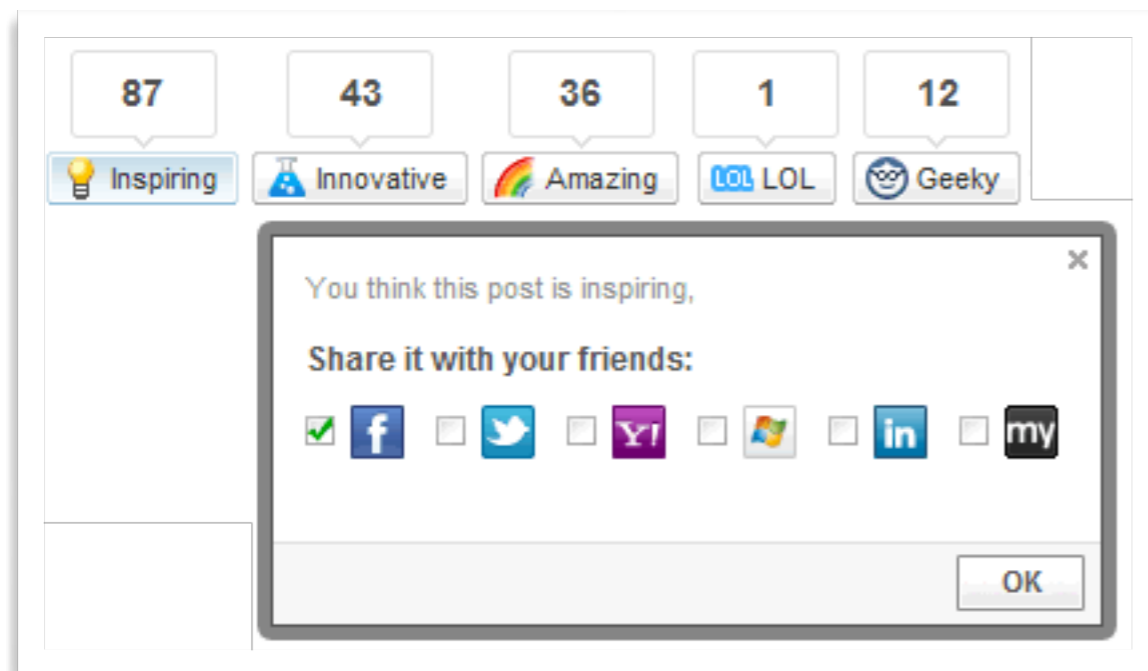 87 43 36 1 12
Inspiring Innovative Amazing LOL LOL Geeky
You think this post is inspiring,
Share it with your friends:
f Y! in my
OK